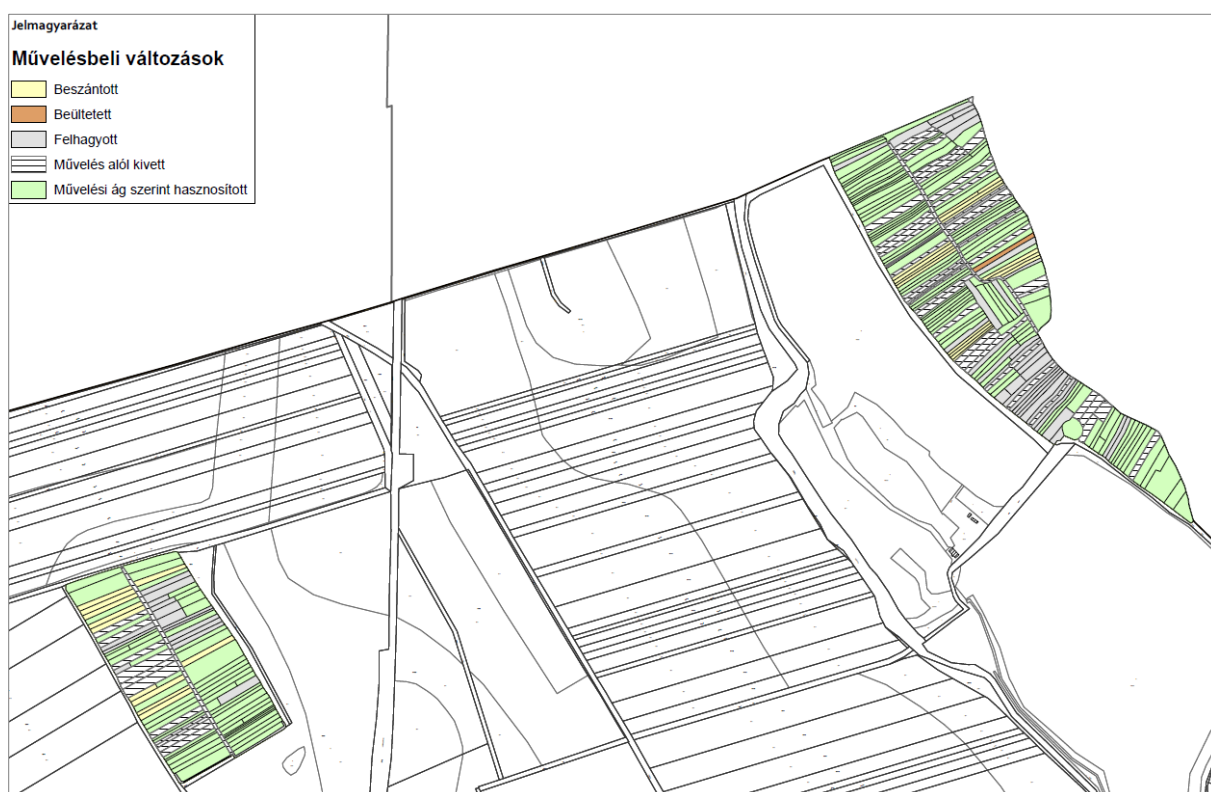 Jelmagyarázat
Művelésbeli változások
Beszántott
Beültetett
Felhagyott
Művelés alól kivett
Művelési ág szerint hasznosított